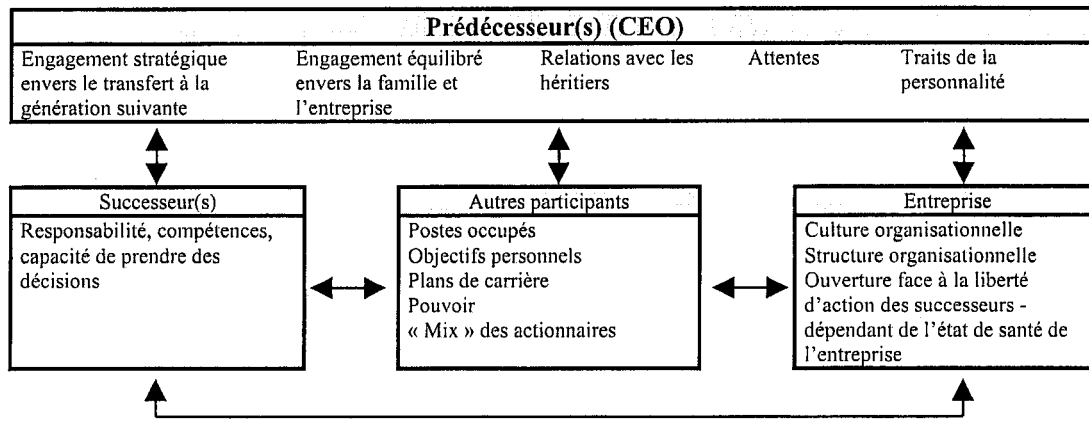 Prédécesseur(s) (CEO)
Engagement stratégique
envers le transfert à la
génération suivante
Engagement équilibré
envers la famille et
l'entreprise
Relations avec les
héritiers
Attentes
Traits de la
personnalité
Successeur(s)
Responsabilité, compétences,
capacité de prendre des
décisions
Autres participants
Postes occupés
Objectifs personnels
Plans de carrière
Pouvoir
« Mix » des actionnaires
Entreprise
Culture organisationnelle
Structure organisationnelle
Ouverture face à la liberté
d'action des successeurs -
dépendant de l'état de santé de
l'entreprise